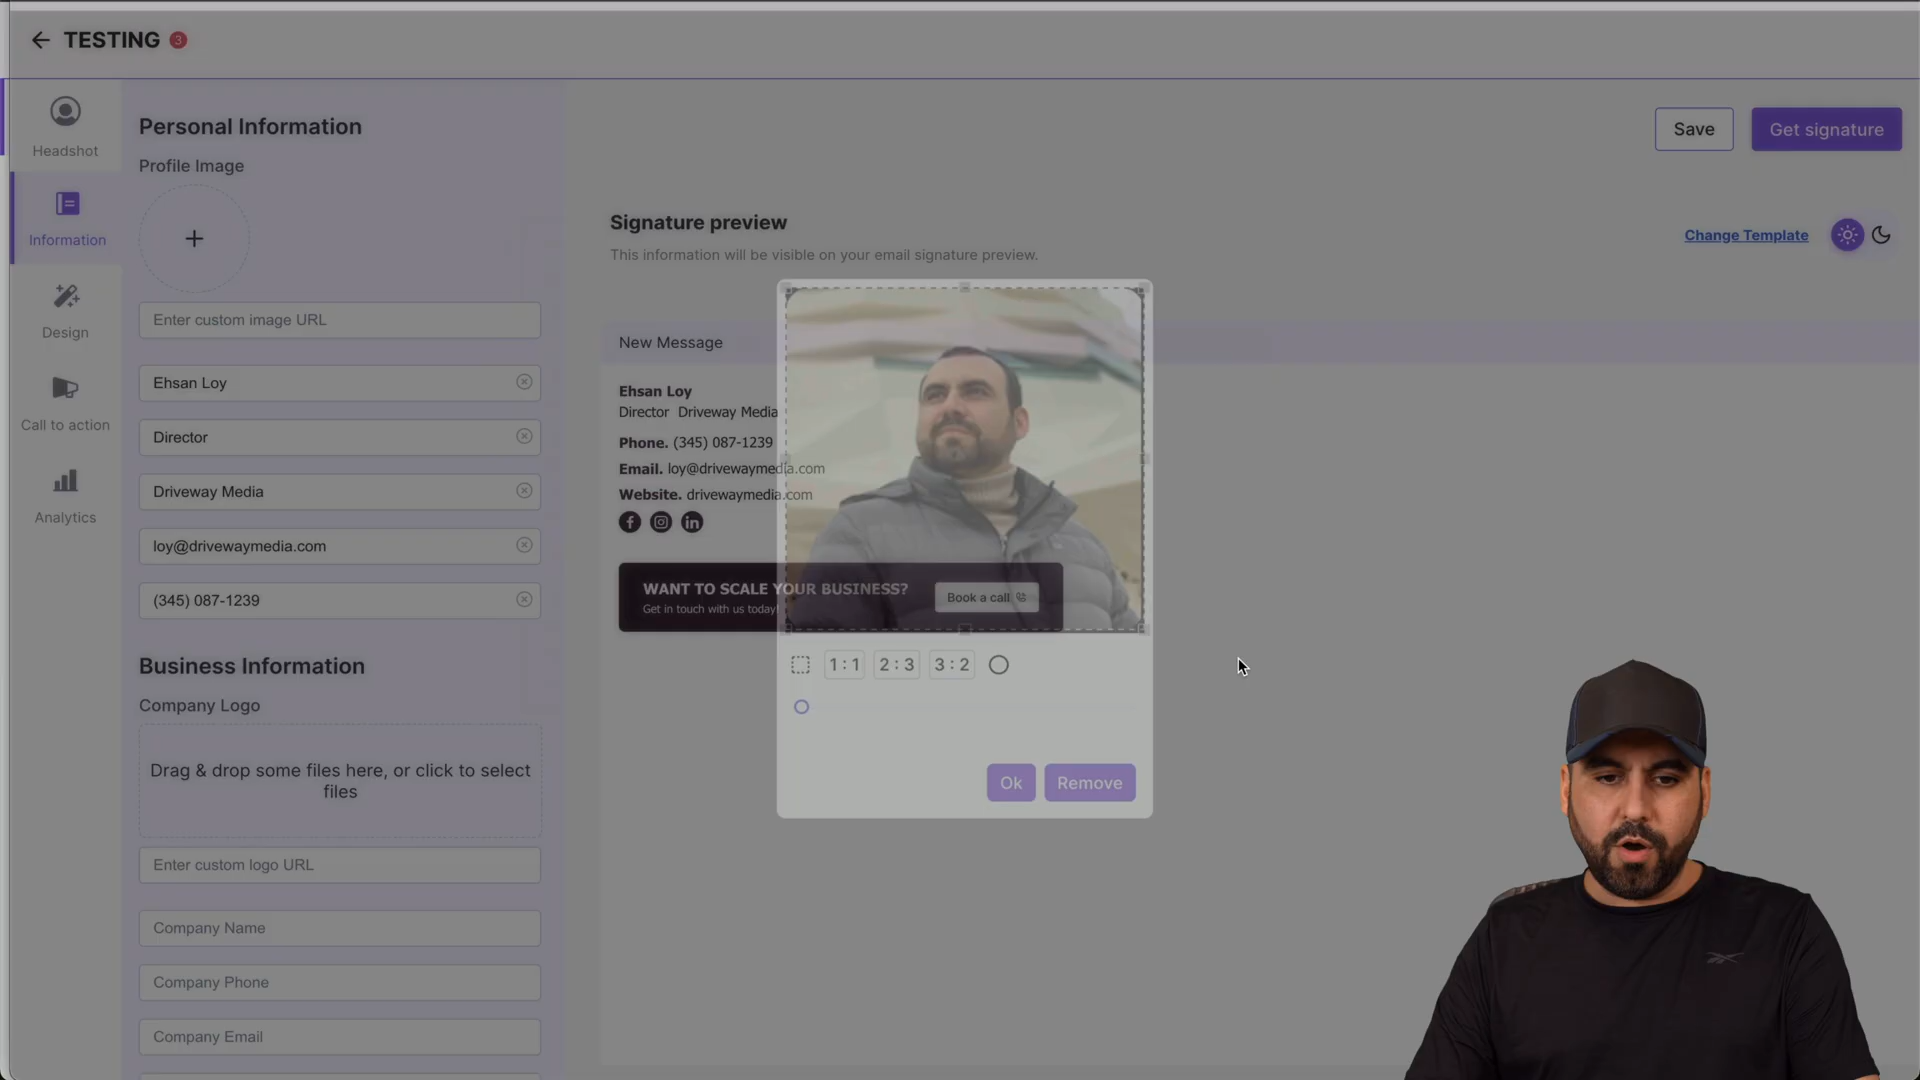 TESTING 3
Headshot
Information
Design
Call to action
Analytics
Personal Information
Profile Image
+
Enter custom image URL
Ehsan Loy
Director
Driveway Media
loy@drivewaymedia.com
(345) 087-1239
Business Information
Company Logo
Drag & drop some files here, or click to select
files
Enter custom logo URL
Company Name
Company Phone
Company Email
Save
Get signature
Signature preview
This information will be visible on your email signature preview.
Change Template
New Message
Ehsan Loy
Director Driveway Media
Phone. (345) 087-1239
Email. loy@drivewaymedia.com
Website. drivewaymedia.com
f in
WANT TO SCALE YOUR BUSINESS?
Get in touch with us today!
Book a call
1 : 1 2 : 3 3 : 2
Ok Remove